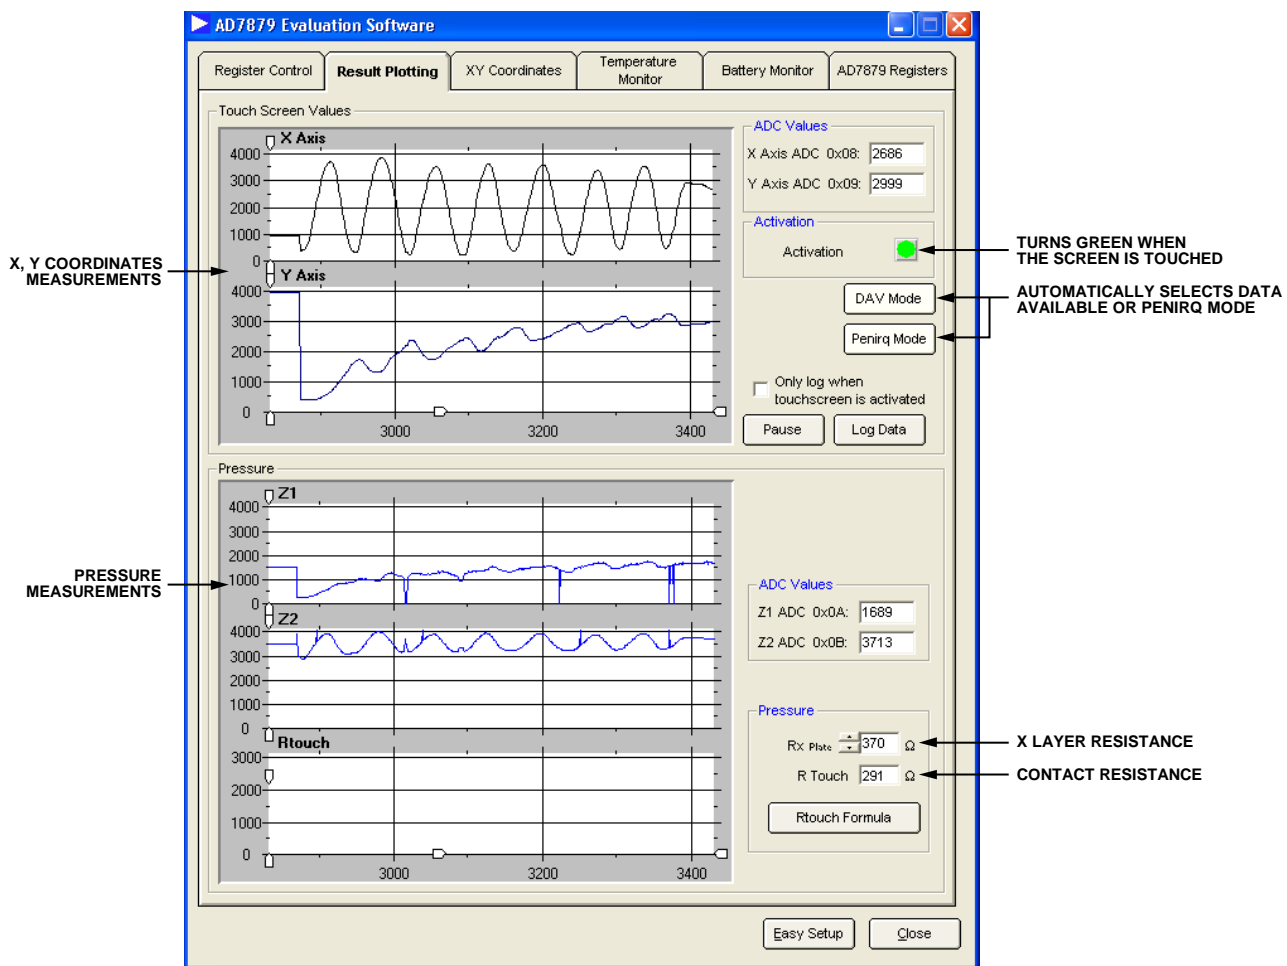 AD7879 Evaluation Software
Register Control
Result Plotting
XY Coordinates
Temperature
Monitor
Battery Monitor
AD7879 Registers
Touch Screen Values
X Axis
4000
3000
2000
1000
0
Y Axis
4000
3000
2000
1000
0
3000
3200
3400
ADC Values
X Axis ADC 0x08: 2686
Y Axis ADC 0x09: 2999
Activation
Activation
DAV Mode
Penirq Mode
Only log when
touchscreen is activated
Pause
Log Data
X, Y COORDINATES
MEASUREMENTS
TURNS GREEN WHEN
THE SCREEN IS TOUCHED
AUTOMATICALLY SELECTS DATA
AVAILABLE OR PENIRQ MODE
Pressure
Z1
4000
3000
2000
1000
0
Z2
4000
3000
2000
1000
0
Rtouch
3000
2000
1000
0
3000
3200
3400
PRESSURE
MEASUREMENTS
ADC Values
Z1 ADC 0x0A: 1689
Z2 ADC 0x0B: 3713
Pressure
Rx Plate 370 Ω
R Touch 291 Ω
Rtouch Formula
X LAYER RESISTANCE
CONTACT RESISTANCE
Easy Setup
Close